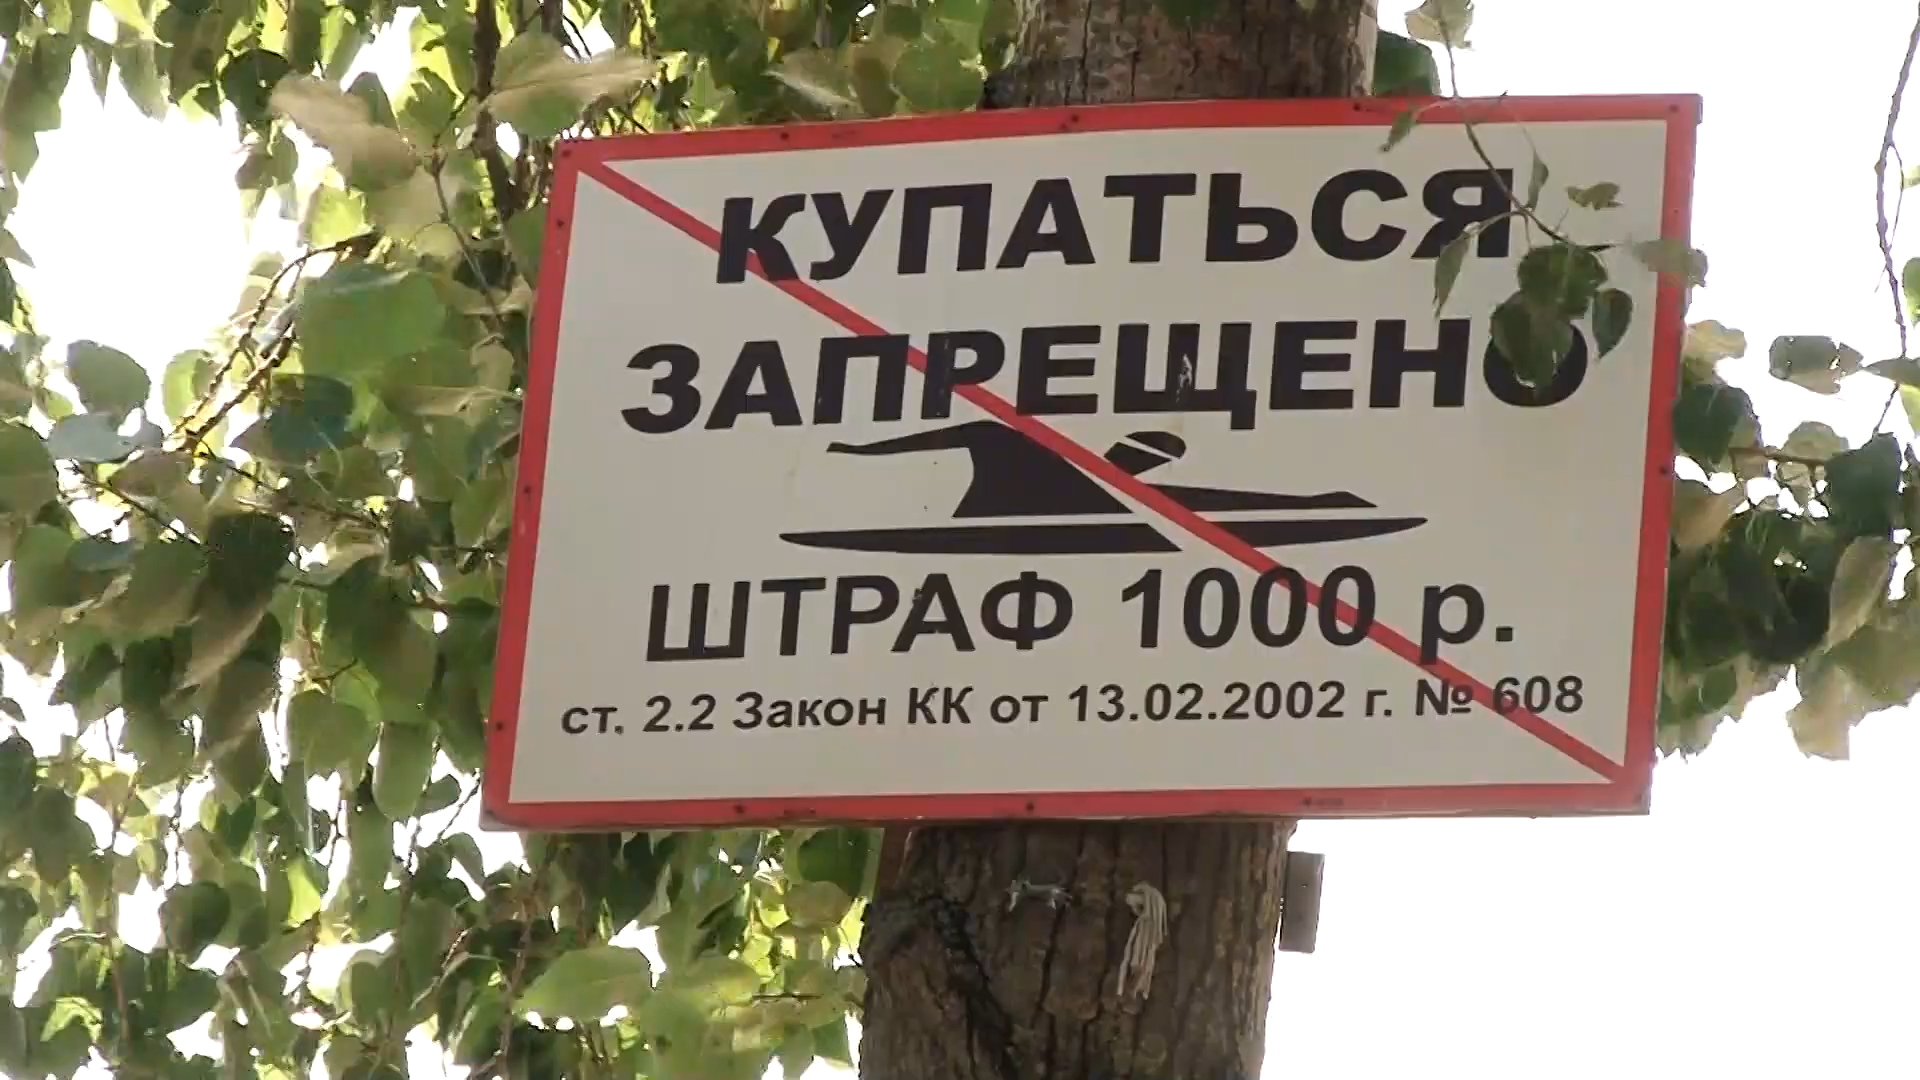 КУПАТЬСЯ
ЗАПРЕЩЕНО
ШТРАФ 1000 р.
ст. 2.2 Закон КК от 13.02.2002 г. № 608